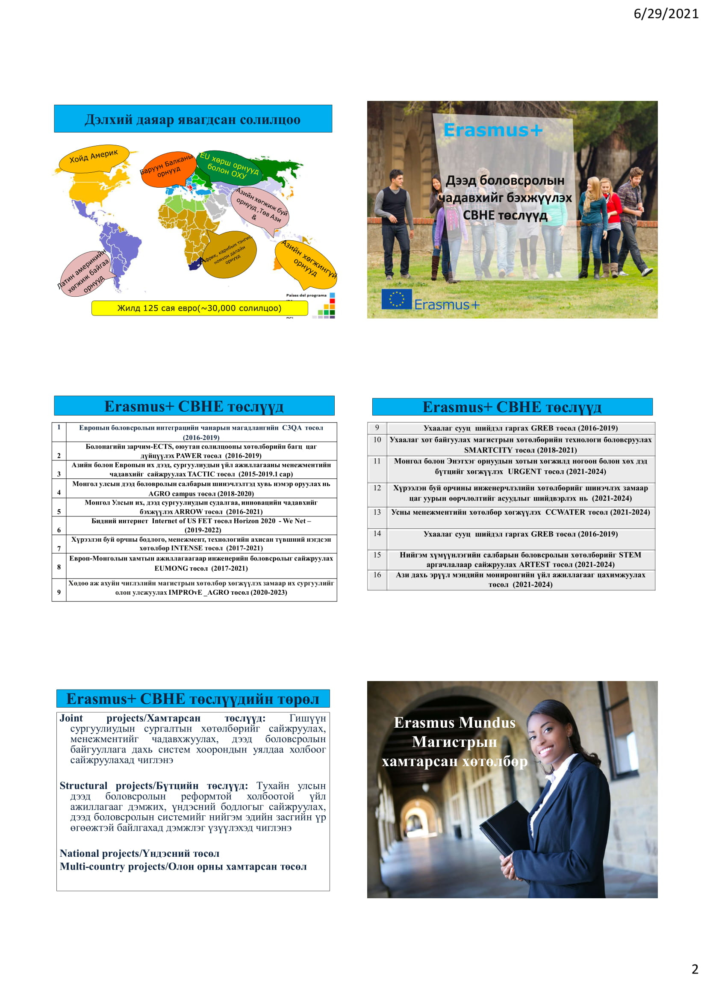 6/29/2021
Дэлхий даяар явагдсан солилцоо
Хойд Америк
Баруун Балканы
орнууд
EU хөрш орнууд
болон ОХУ
Азийн хөгжиж буй
орнууд ,Төв Ази
&
Африк, карибын тэнгис,
номхон далайн
орнууд
Азийн хөгжингүй
орнууд
Латин америкийн
хөгжиж байгаа
орнууд
Países del programa
Жилд 125 сая евро(~30,000 солилцоо)
Erasmus+
Дээд боловсролын
чадавхийг бэхжүүлэх
CBHE төслүүд
Erasmus+
Erasmus+ CBHE төслүүд
1 Европын боловсролын интеграцийн чанарын магадлангийн C3QA төсөл
(2016-2019)
Болонагийн зарчим-ECTS, оюутан солилцооны хөтөлбөрийн багц цаг
2 дүйцүүлэх PAWER төсөл (2016-2019)
Азийн болон Европын их дээд, сургуулиудын үйл ажиллагааны менежментийн
3 чадавхийг сайжруулах TACTIC төсөл (2015-2019.1 сар)
Монгол улсын дээд боловролын салбарын шинэчлэлтэд хувь нэмэр оруулах нь
4 AGRO campus төсөл (2018-2020)
Монгол Улсын их, дээд сургуулиудын судалгаа, инновацийн чадавхийг
5 бэхжүүлэх ARROW төсөл (2016-2021)
Бидний интернет Internet of US FET төсөл Horizon 2020 - We Net –
6 (2019-2022)
Хүрээлэн буй орчны бодлого, менежмент, технологийн ахисан түвшний нэгдсэн
7 хөтөлбөр INTENSE төсөл (2017-2021)
Европ-Монголын хамтын ажиллагаагаар инженерийн боловсролыг сайжруулах
8 EUMONG төсөл (2017-2021)
Хөдөө аж ахуйн чиглэлийн магистрын хөтөлбөр хөгжүүлэх замаар их сургуулийг
9 олон улсжуулах IMPROvE _AGRO төсөл (2020-2023)
Erasmus+ CBHE төслүүд
9 Ухаалаг сууц шийдэл гаргах GREB төсөл (2016-2019)
10 Ухаалаг хот байгуулах магистрын хөтөлбөрийн технологи боловсруулах
SMARTCITY төсөл (2018-2021)
11 Монгол болон Энэтхэг орнуудын хотын хөгжилд ногоон болон хөх дэд
бүтцийг хөгжүүлэх URGENT төсөл (2021-2024)
12 Хүрээлэн буй орчины инженерчлэлийн хөтөлбөрийг шинэчлэх замаар
цаг уурын өөрчлөлтийг асуудлыг шийдвэрлэх нь (2021-2024)
13 Усны менежментийн хөтөлбөр хөгжүүлэх CCWATER төсөл (2021-2024)
14 Ухаалаг сууц шийдэл гаргах GREB төсөл (2016-2019)
15 Нийгэм хүмүүнлэгийн салбарын боловсролын хөтөлбөрийг STEM
аргачлалаар сайжруулах ARTEST төсөл (2021-2024)
16 Ази дахь эрүүл мэндийн мониронгийн үйл ажиллагааг цахимжуулах
төсөл (2021-2024)
Erasmus+ CBHE төслүүдийн төрөл
Joint projects/Хамтарсан төслүүд: Гишүүн
сургуулиудын сургалтын хөтөлбөрийг сайжруулах,
менежментийг чадавхжуулах, дээд боловсролын
байгууллага дахь систем хоорондын уялдаа холбоог
сайжруулахад чиглэнэ
Structural projects/Бүтцийн төслүүд: Тухайн улсын
дээд боловсролын реформтой холбоотой үйл
ажиллагааг дэмжих, үндэсний бодлогыг сайжруулах,
дээд боловсролын системийг нийгэм эдийн засгийн үр
өгөөжтэй байлгахад дэмжлэг үзүүлэхэд чиглэнэ
National projects/Үндэсний төсөл
Multi-country projects/Олон орны хамтарсан төсөл
Erasmus Mundus
Магистрын
хамтарсан хөтөлбөр
2